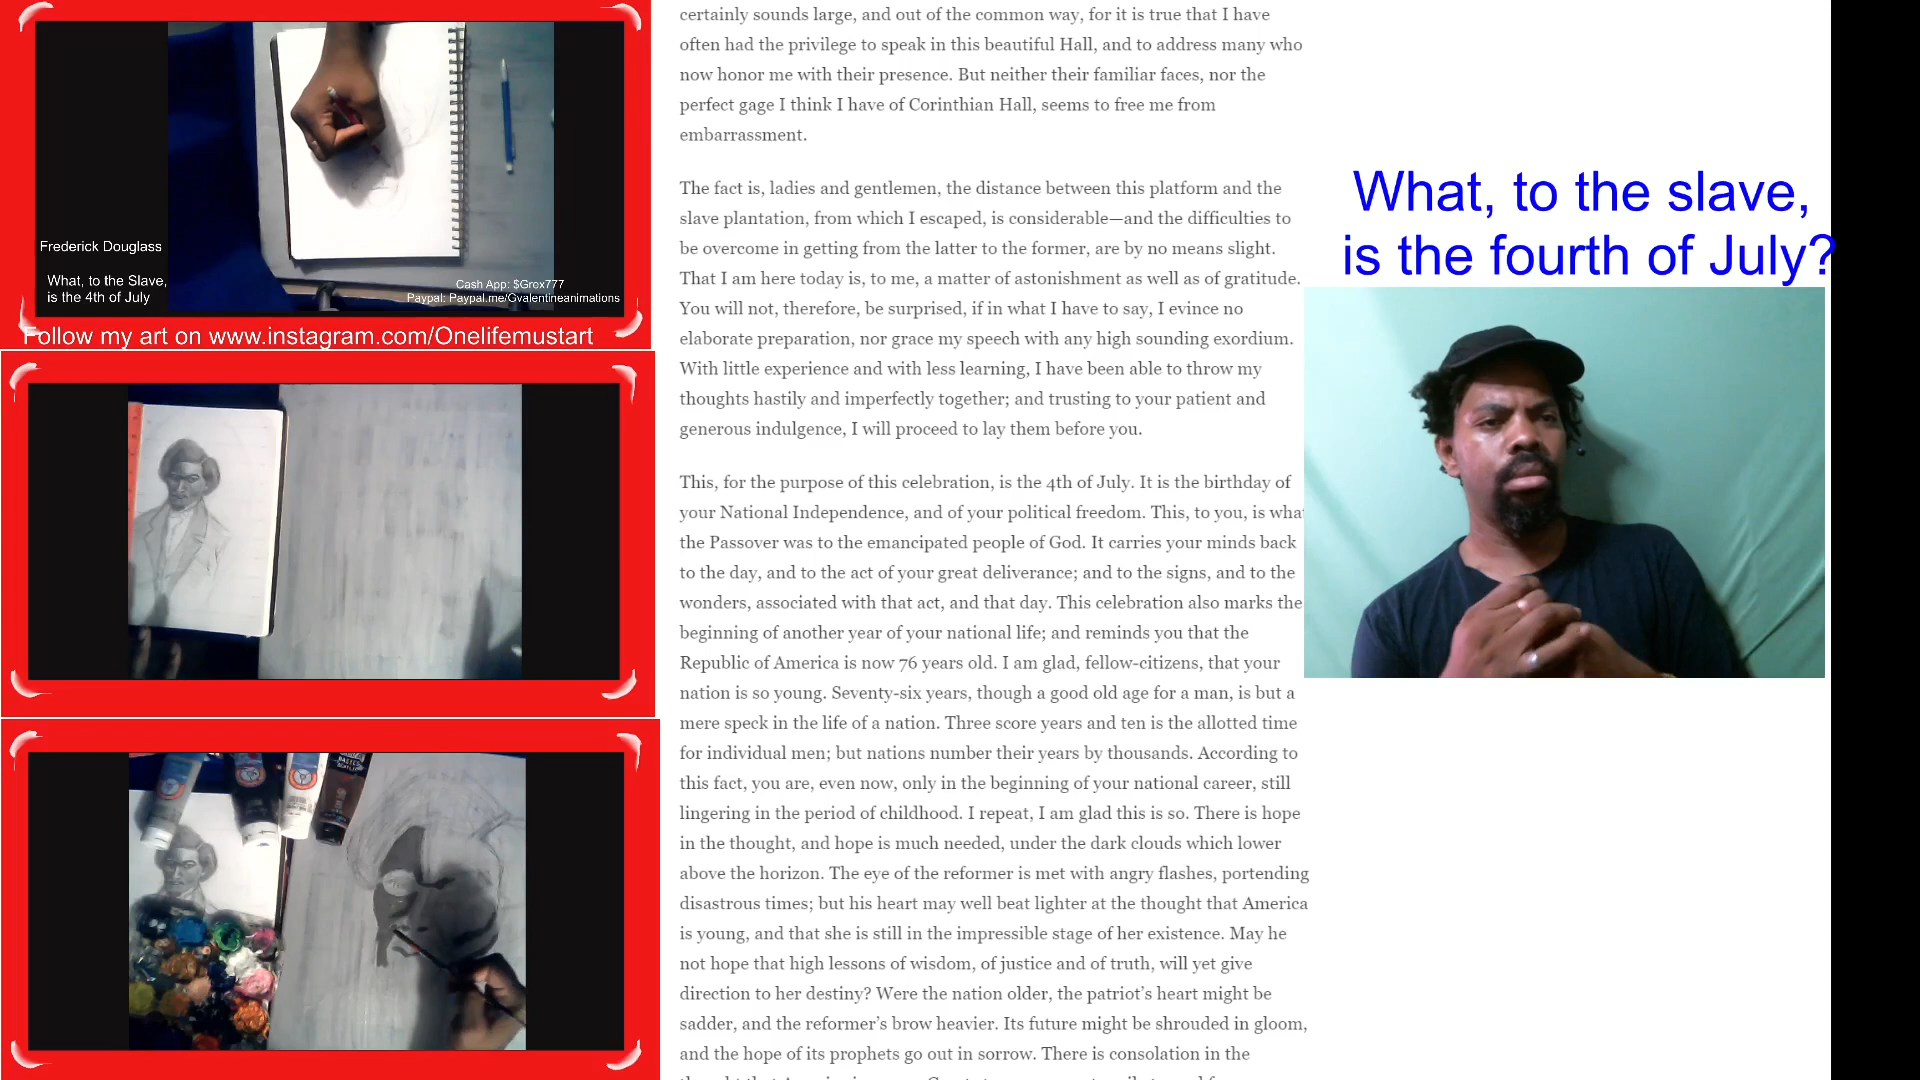 Frederick Douglass
What, to the Slave,
is the 4th of July
Cash App: $Grox777
Paypal: Paypal.me/Gvalentineanimations
Follow my art on www.instagram.com/Onelifemustart
certainly sounds large, and out of the common way, for it is true that I have
often had the privilege to speak in this beautiful Hall, and to address many who
now honor me with their presence. But neither their familiar faces, nor the
perfect gage I think I have of Corinthian Hall, seems to free me from
embarrassment.
The fact is, ladies and gentlemen, the distance between this platform and the
slave plantation, from which I escaped, is considerable—and the difficulties to
be overcome in getting from the latter to the former, are by no means slight.
That I am here today is, to me, a matter of astonishment as well as of gratitude.
You will not, therefore, be surprised, if in what I have to say, I evince no
elaborate preparation, nor grace my speech with any high sounding exordium.
With little experience and with less learning, I have been able to throw my
thoughts hastily and imperfectly together; and trusting to your patient and
generous indulgence, I will proceed to lay them before you.
This, for the purpose of this celebration, is the 4th of July. It is the birthday of
your National Independence, and of your political freedom. This, to you, is what
the Passover was to the emancipated people of God. It carries your minds back
to the day, and to the act of your great deliverance; and to the signs, and to the
wonders, associated with that act, and that day. This celebration also marks the
beginning of another year of your national life; and reminds you that the
Republic of America is now 76 years old. I am glad, fellow-citizens, that your
nation is so young. Seventy-six years, though a good old age for a man, is but a
mere speck in the life of a nation. Three score years and ten is the allotted time
for individual men; but nations number their years by thousands. According to
this fact, you are, even now, only in the beginning of your national career, still
lingering in the period of childhood. I repeat, I am glad this is so. There is hope
in the thought, and hope is much needed, under the dark clouds which lower
above the horizon. The eye of the reformer is met with angry flashes, portending
disastrous times; but his heart may well beat lighter at the thought that America
is young, and that she is still in the impressible stage of her existence. May he
not hope that high lessons of wisdom, of justice and of truth, will yet give
direction to her destiny? Were the nation older, the patriot's heart might be
sadder, and the reformer's brow heavier. Its future might be shrouded in gloom,
and the hope of its prophets go out in sorrow. There is consolation in the
What, to the slave,
is the fourth of July?